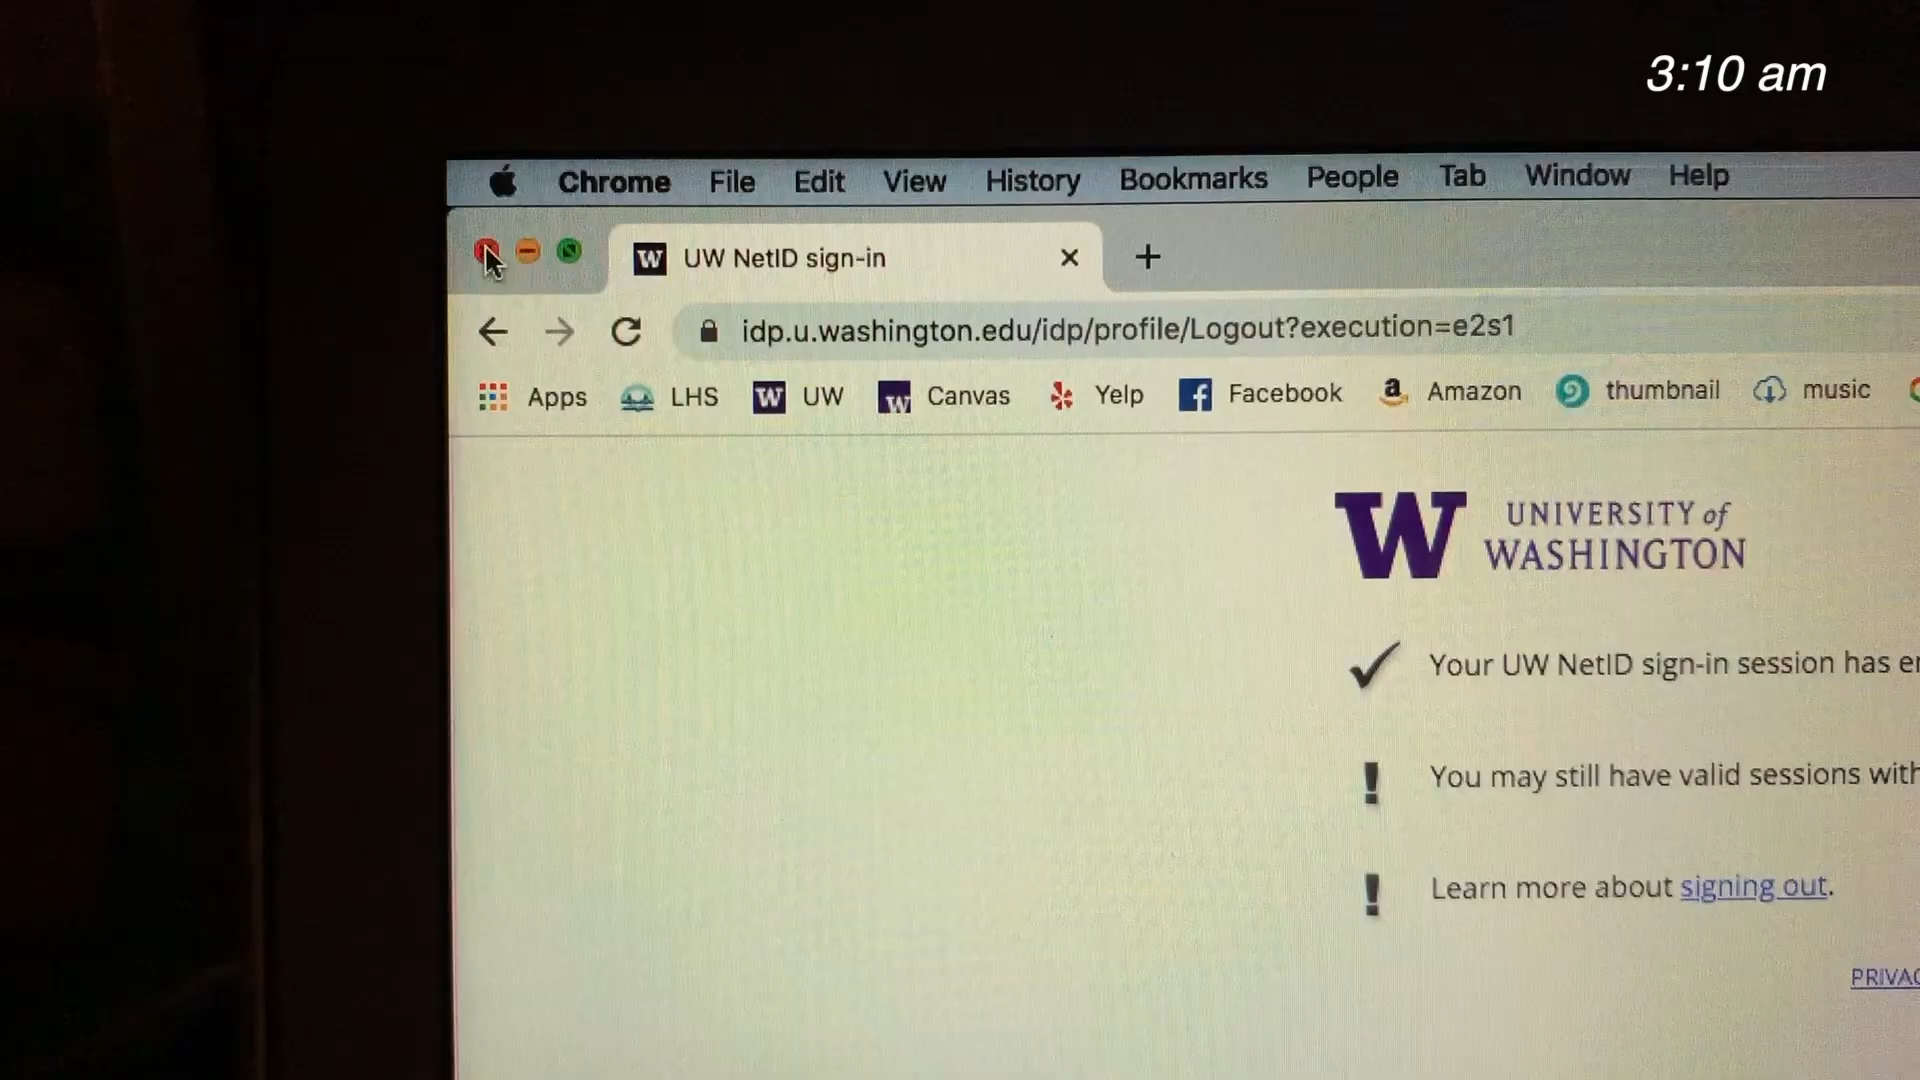 3:10 am
Chrome File Edit View History Bookmarks People Tab Window Help
W UW NetID sign-in
idp.u.washington.edu/idp/profile/Logout?execution=e2s1
Apps LHS W UW W Canvas Yelp f Facebook a Amazon thumbnail music
W UNIVERSITY of
WASHINGTON
Your UW NetID sign-in session has
! You may still have valid sessions with
! Learn more about signing out.